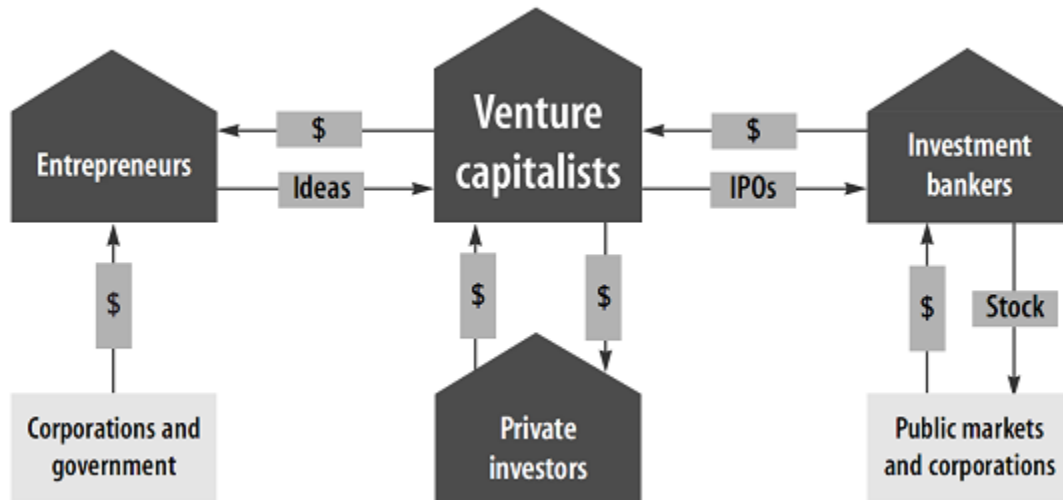 Entrepreneurs
$
Ideas
Venture
capitalists
$
IPOs
Investment
bankers
$
$
$
$
Stock
Corporations and
government
Private
investors
Public markets
and corporations